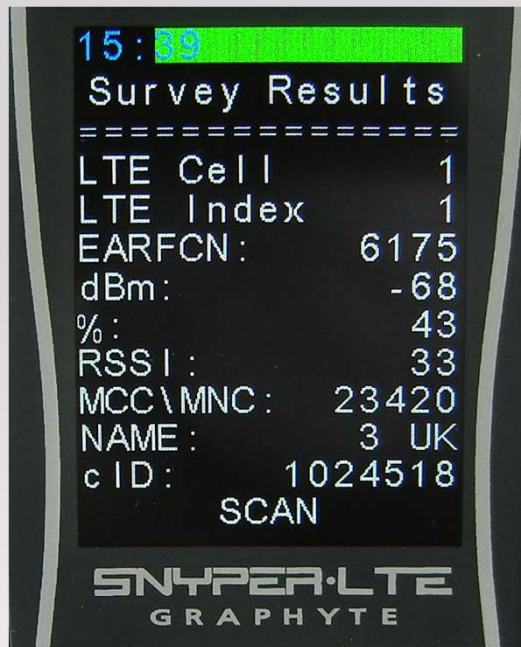 15:39
Survey Results
===============
LTE Cell 1
LTE Index 1
EARFCN: 6175
dBm: -68
%: 43
RSSI: 33
MCC\MNC: 23420
NAME: 3 UK
cID: 1024518
SCAN
SNYPER·LTE
GRAPHYTE